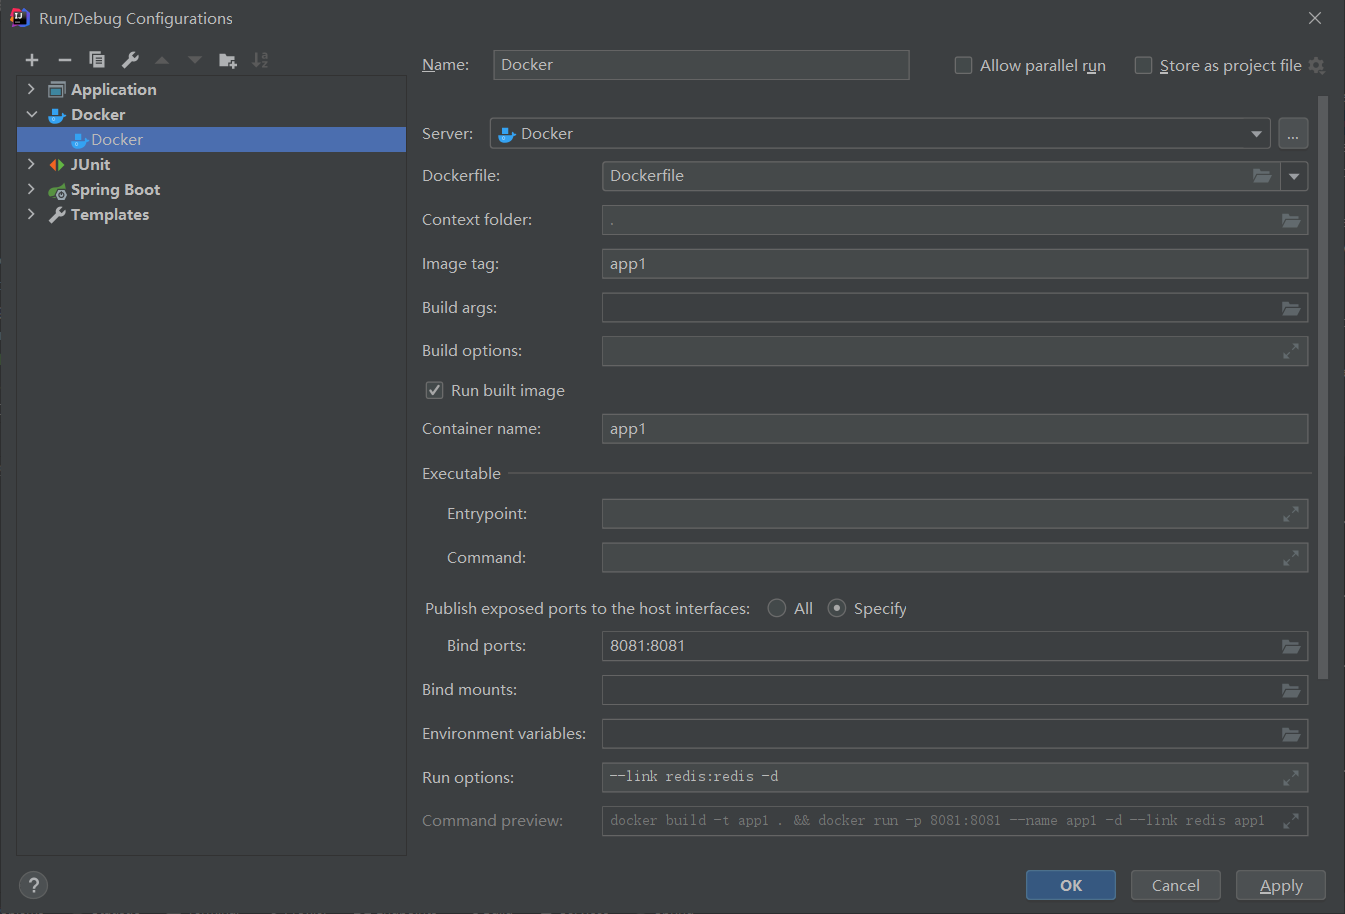 Run/Debug Configurations
Name: Docker Allow parallel run Store as project file
Application
Docker
Docker
JUnit
Spring Boot
Templates
Server: Docker ...
Dockerfile: Dockerfile
Context folder: .
Image tag: app1
Build args:
Build options:
Run built image
Container name: app1
Executable
Entrypoint:
Command:
Publish exposed ports to the host interfaces: All Specify
Bind ports: 8081:8081
Bind mounts:
Environment variables:
Run options: --link redis:redis -d
Command preview: docker build -t app1 . && docker run -p 8081:8081 --name app1 -d --link redis app1
? OK Cancel Apply